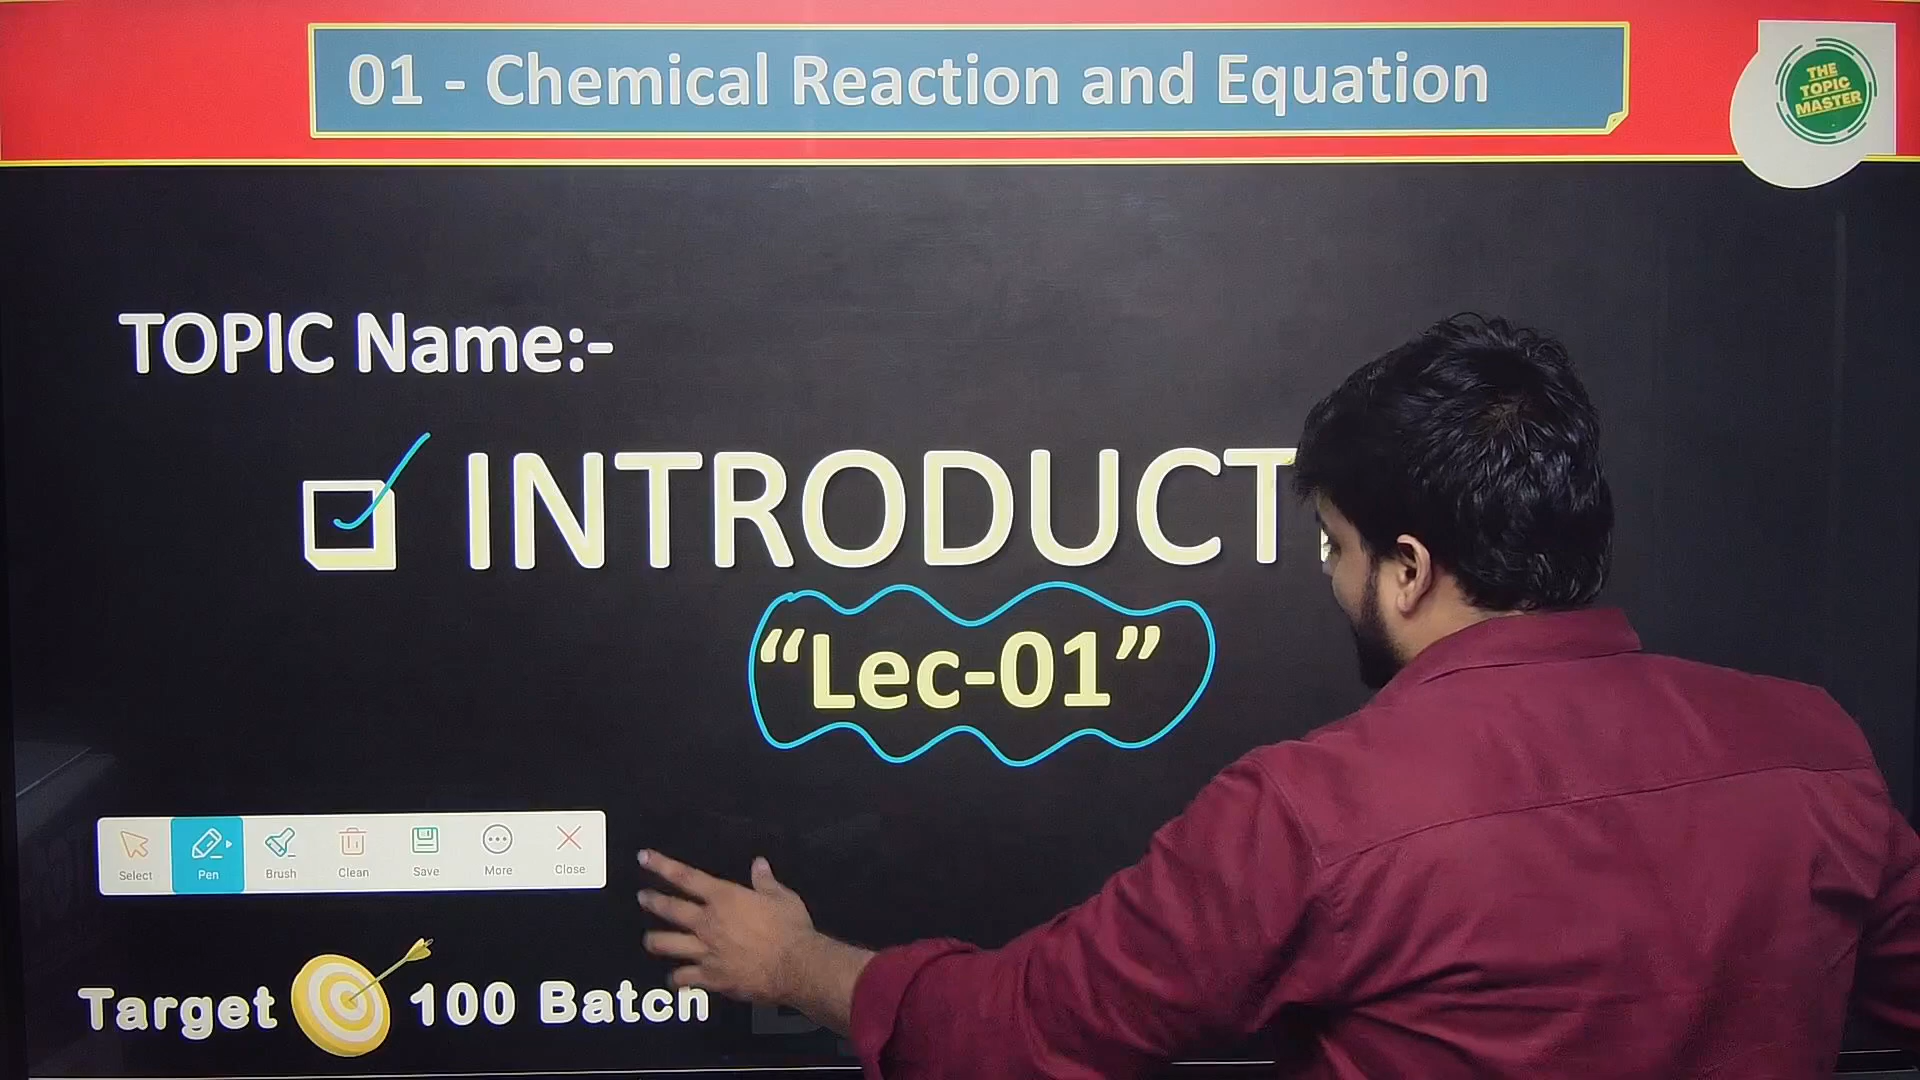 01 - Chemical Reaction and Equation
THE
TOPIC
MASTER
TOPIC Name:-
INTRODUCT
“Lec-01”
Select Pen Brush Clean Save More Close
Target 100 Batch